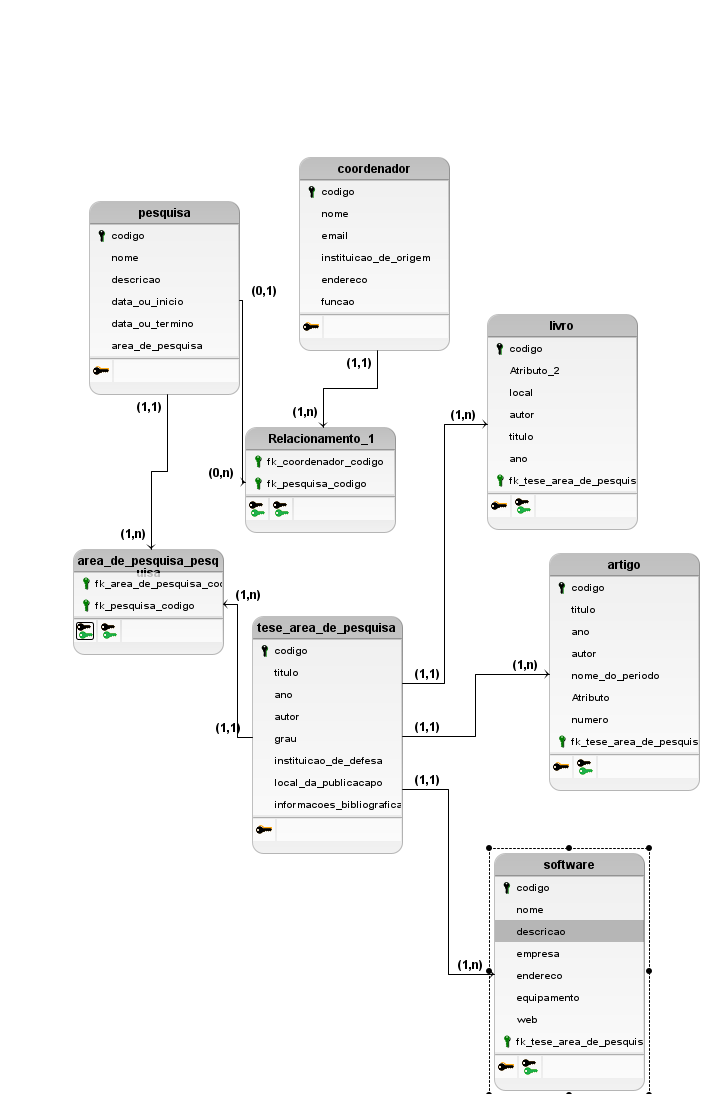 coordenador
codigo
nome
email
instituicao_de_origem
endereco
funcao
pesquisa
codigo
nome
descricao
data_ou_inicio
data_ou_termino
area_de_pesquisa
(0,1)
(1,1)
(1,n)
(1,1)
(0,n)
(1,n)
Relacionamento_1
fk_coordenador_codigo
fk_pesquisa_codigo
livro
codigo
Atributo_2
local
autor
titulo
ano
fk_tese_area_de_pesquis
(1,n)
area_de_pesquisa_pesq
uisa
fk_area_de_pesquisa_coc
fk_pesquisa_codigo
(1,n)
(1,1)
tese_area_de_pesquisa
codigo
titulo
ano
autor
grau
instituicao_de_defesa
local_da_publicacapo
informacoes_bibliografica
(1,1)
(1,1)
(1,1)
(1,n)
artigo
codigo
titulo
ano
autor
nome_do_periodo
Atributo
numero
fk_tese_area_de_pesquis
(1,n)
software
codigo
nome
descricao
empresa
endereco
equipamento
web
fk_tese_area_de_pesquis